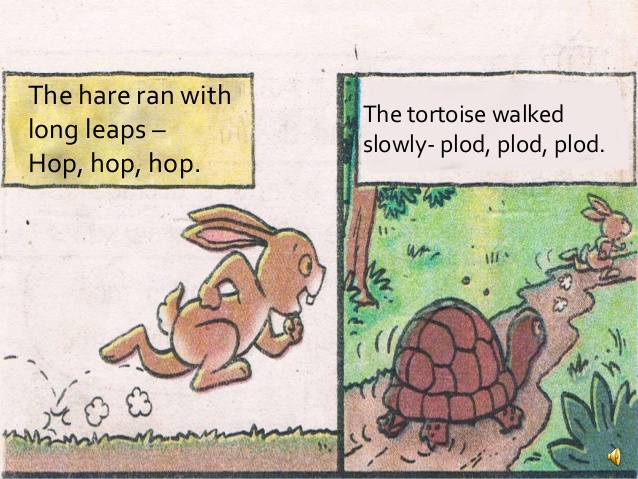 The hare ran with
long leaps –
Hop, hop, hop.
The tortoise walked
slowly- plod, plod, plod.